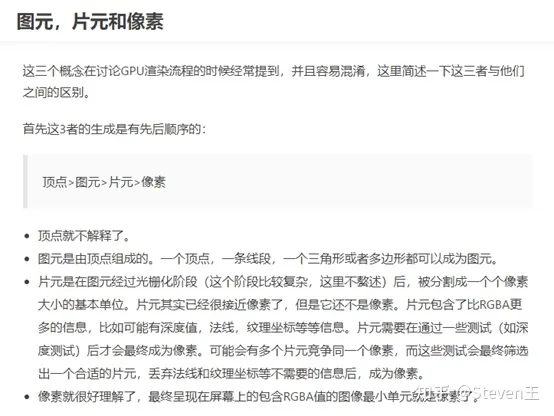 图元，片元和像素
这三个概念在讨论GPU渲染流程的时候经常提到，并且容易混淆，这里简述一下这三者与他们
之间的区别。
首先这3者的生成是有先后顺序的：
顶点>图元>片元>像素
顶点就不解释了。
图元是由顶点组成的。一个顶点，一条线段，一个三角形或者多边形都可以成为图元。
片元是在图元经过光栅化阶段（这个阶段比较复杂，这里不赘述）后，被分割成一个个像素
大小的基本单位。片元其实已经很接近像素了，但是它还不是像素。片元包含了比RGBA更
多的信息，比如可能有深度值，法线，纹理坐标等等信息。片元需要在通过一些测试（如深
度测试）后才会最终成为像素。可能会有多个片元竞争同一个像素，而这些测试会最终筛选
出一个合适的片元，丢弃法线和纹理坐标等不需要的信息后，成为像素。
像素就很好理解了，最终呈现在屏幕上的包含RGBA值的图像最小单元就是像素了。
知乎 @Steven王